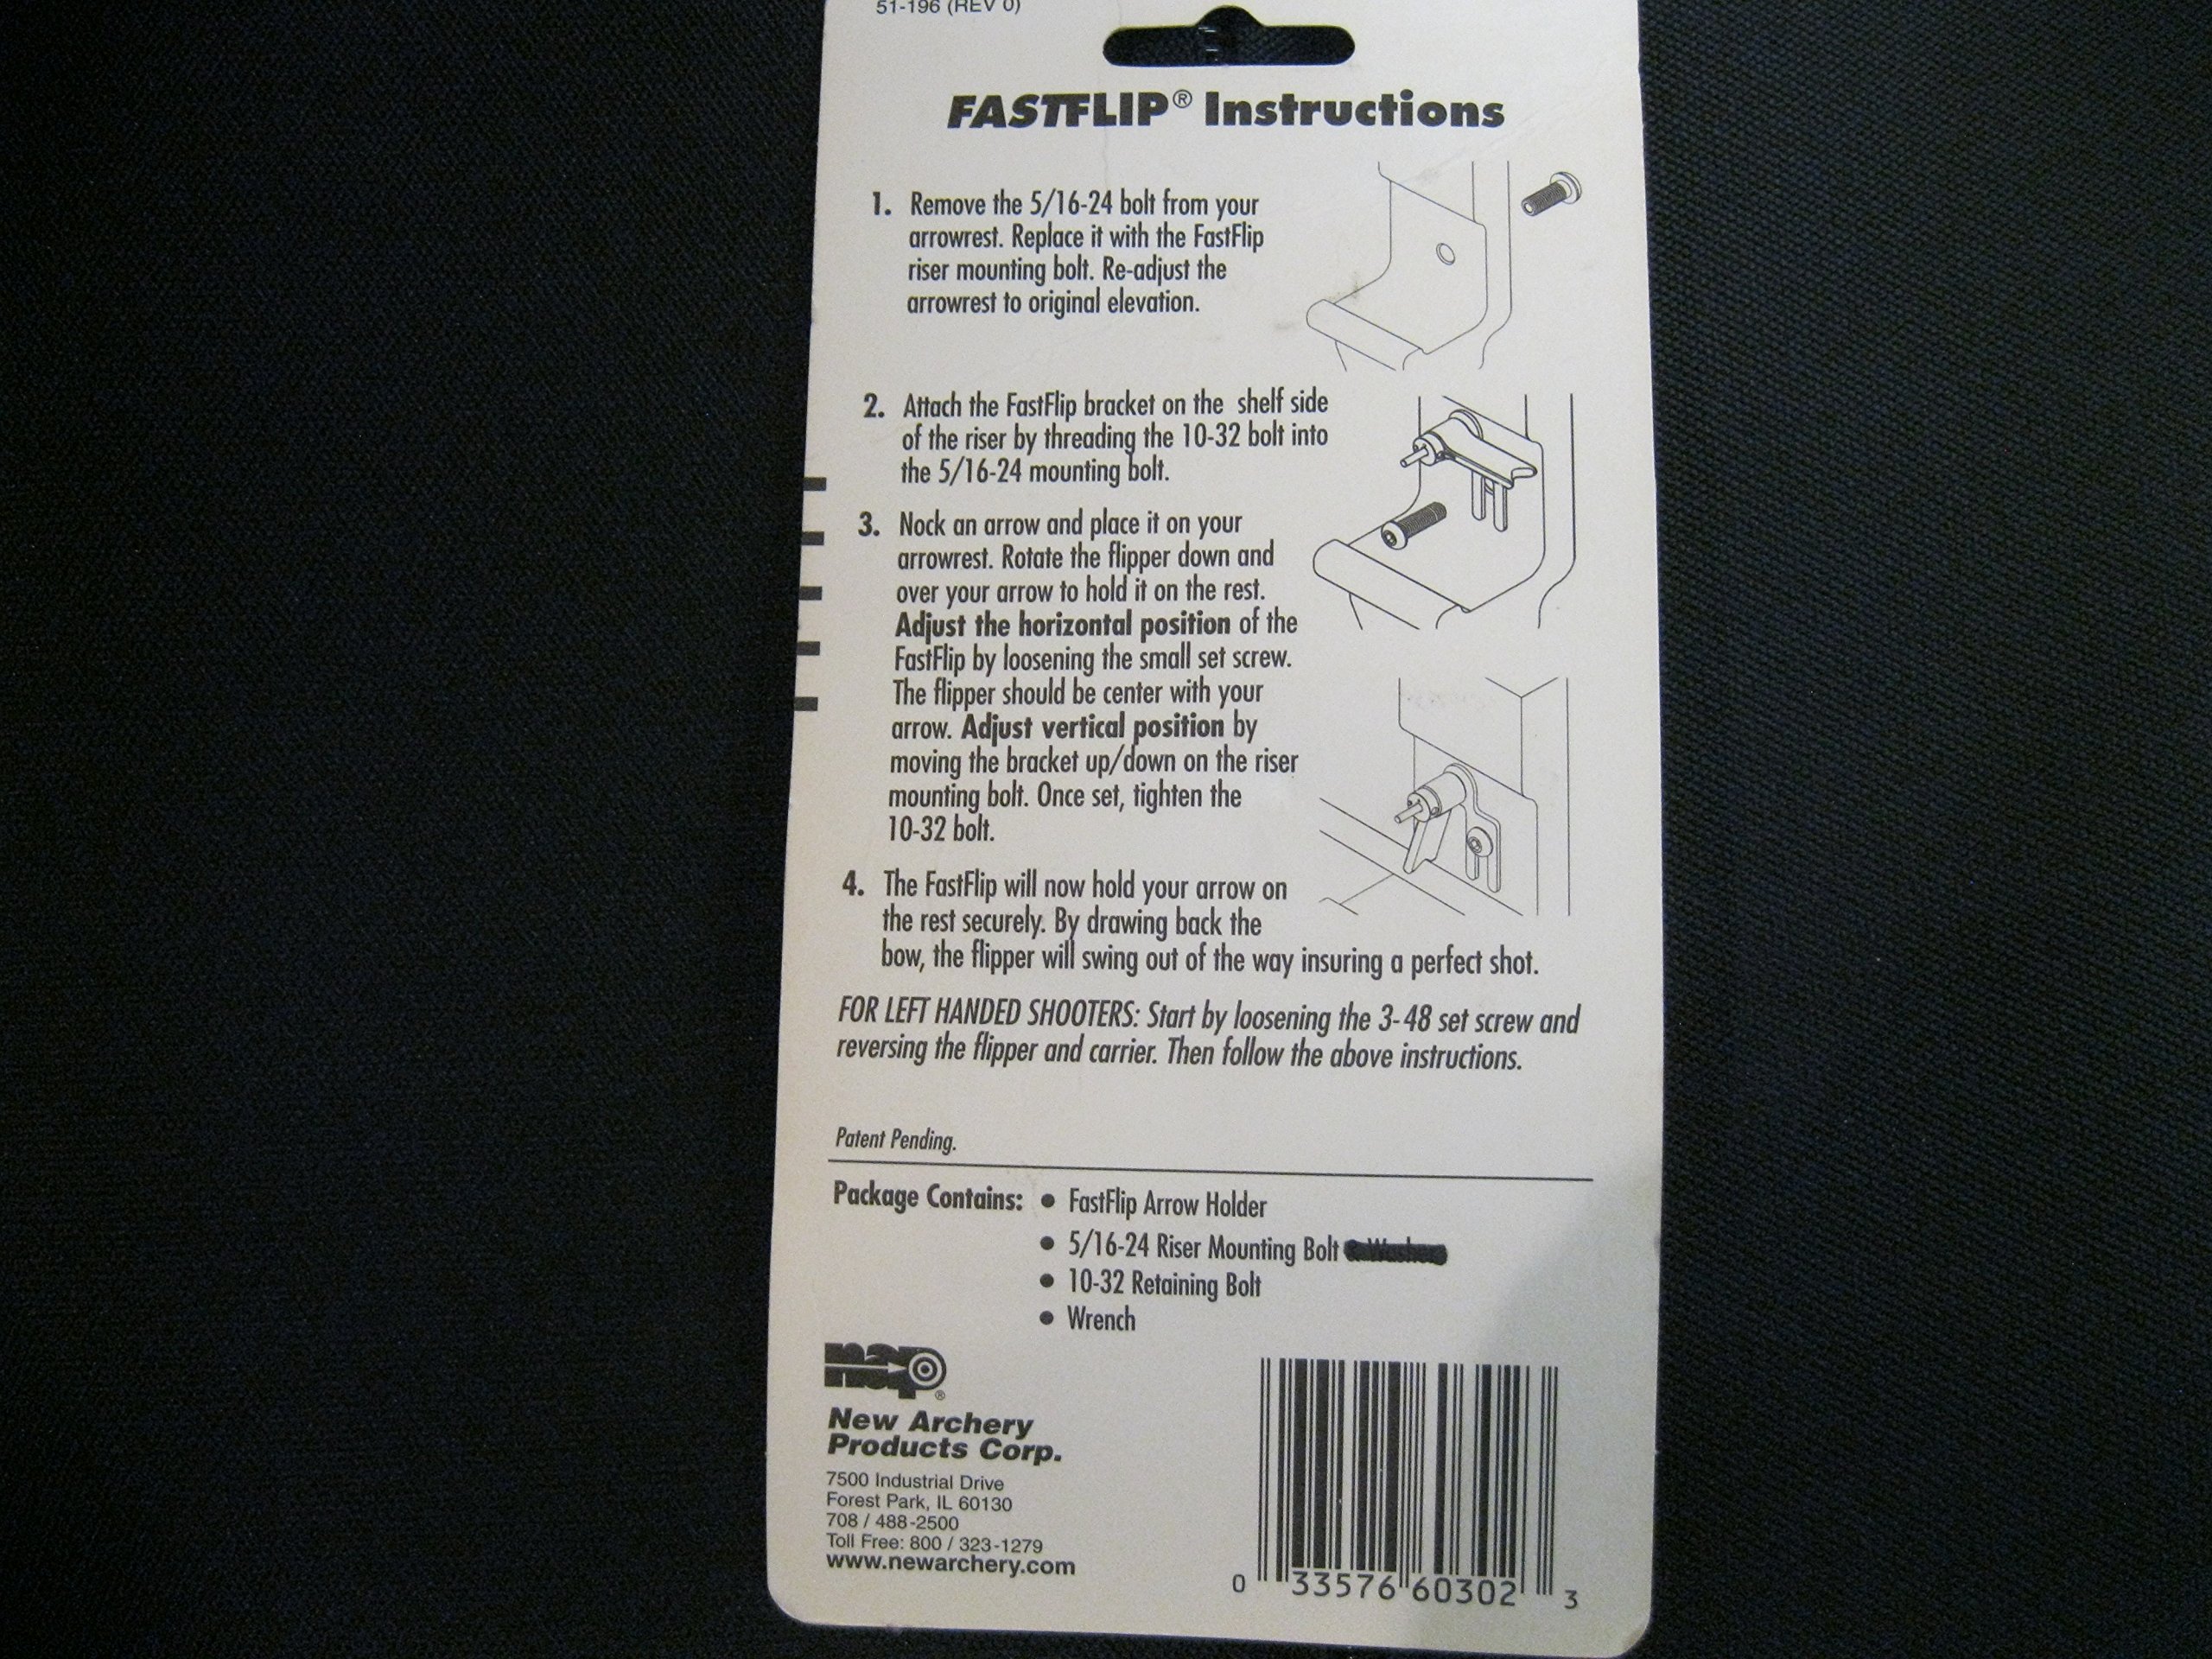 51-196 (REV 0)
FASTFLIP® Instructions
1. Remove the 5/16-24 bolt from your
arrowrest. Replace it with the FastFlip
riser mounting bolt. Re-adjust the
arrowrest to original elevation.
2. Attach the FastFlip bracket on the shelf side
of the riser by threading the 10-32 bolt into
the 5/16-24 mounting bolt.
3. Nock an arrow and place it on your
arrowrest. Rotate the flipper down and
over your arrow to hold it on the rest.
Adjust the horizontal position of the
FastFlip by loosening the small set screw.
The flipper should be center with your
arrow. Adjust vertical position by
moving the bracket up/down on the riser
mounting bolt. Once set, tighten the
10-32 bolt.
4. The FastFlip will now hold your arrow on
the rest securely. By drawing back the
bow, the flipper will swing out of the way insuring a perfect shot.
FOR LEFT HANDED SHOOTERS: Start by loosening the 3-48 set screw and
reversing the flipper and carrier. Then follow the above instructions.
Patent Pending.
Package Contains: • FastFlip Arrow Holder
• 5/16-24 Riser Mounting Bolt & Washers
• 10-32 Retaining Bolt
• Wrench
nap®
New Archery
Products Corp.
7500 Industrial Drive
Forest Park, IL 60130
708 / 488-2500
Toll Free: 800 / 323-1279
www.newarchery.com
0 33576 60302 3